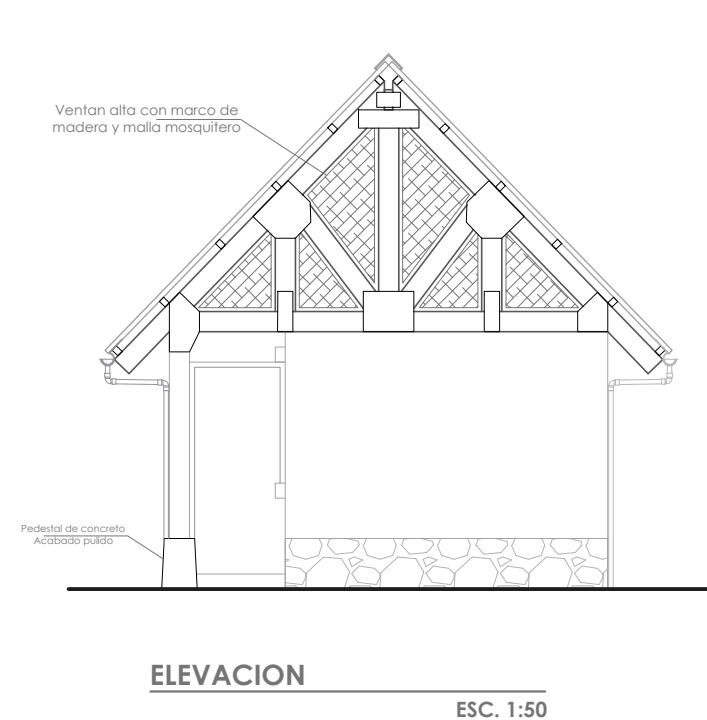 Ventan alta con marco de
madera y malla mosquitero
Pedestal de concreto
Acabado pulido
ELEVACION
ESC. 1:50